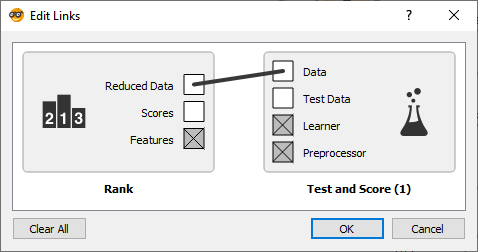 Edit Links
?
Reduced Data
Scores
Features
2 1 3
Rank
Data
Test Data
Learner
Preprocessor
Test and Score (1)
Clear All
OK
Cancel